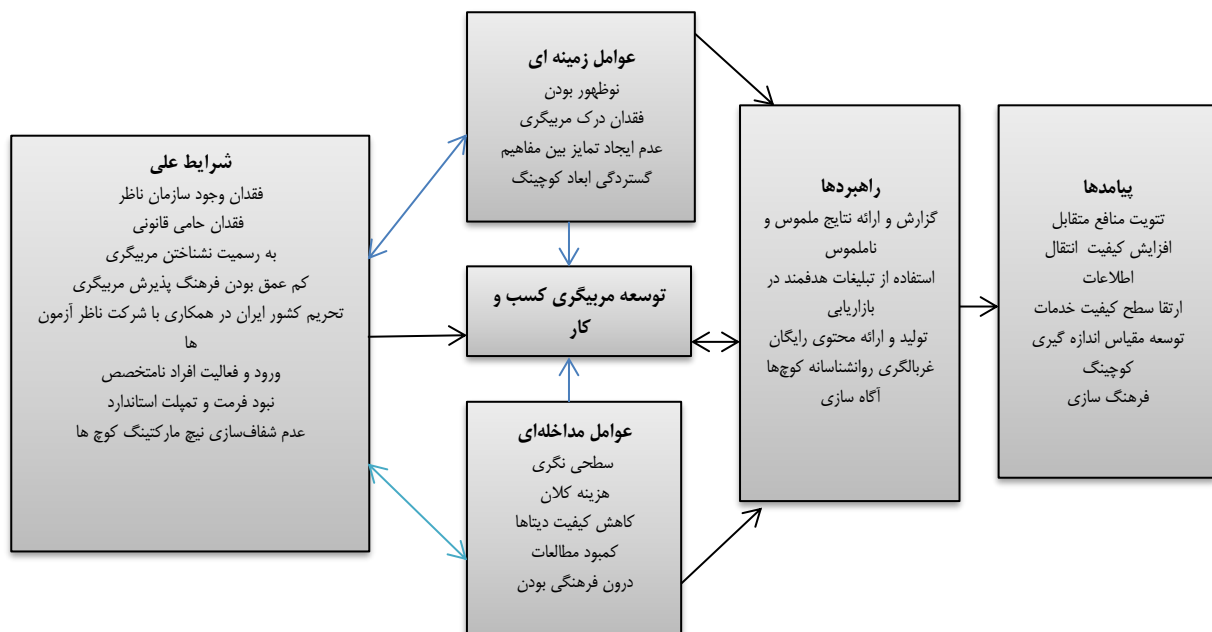 شرایط علی
فقدان وجود سازمان ناظر
فقدان حامی قانونی
به رسمیت نشناختن مربیگری
کم عمق بودن فرهنگ پذیرش مربیگری
تحریم کشور ایران در همکاری با شرکت ناظر آزمون
ها
ورود و فعالیت افراد نامتخصص
نبود فرمت و تمپلت استاندارد
عدم شفاف‌سازی نیچ مارکتینگ کوچ ها
عوامل زمینه ای
نوظهور بودن
فقدان درک مربیگری
عدم ایجاد تمایز بین مفاهیم
گستردگی ابعاد کوچینگ
توسعه مربیگری کسب و
کار
عوامل مداخله‌ای
سطحی نگری
هزینه کلان
کاهش کیفیت دیتاها
کمبود مطالعات
درون فرهنگی بودن
راهبردها
گزارش و ارائه نتایج ملموس و
ناملموس
استفاده از تبلیغات هدفمند در
بازاریابی
تولید و ارائه محتوی رایگان
غربالگری روانشناسانه کوچ‌ها
آگاه سازی
پیامدها
تتویت منافع متقابل
افزایش کیفیت انتقال
اطلاعات
ارتقا سطح کیفیت خدمات
توسعه مقیاس اندازه گیری
کوچینگ
فرهنگ سازی